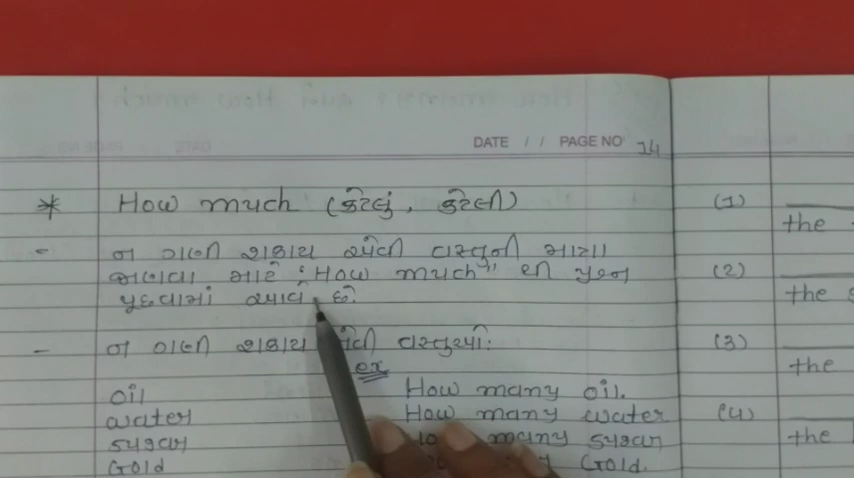 DATE / / PAGE NO 14
* How much (કેટલું, કેટલી)
- ન ગણી શકાય એવી વસ્તુની માત્રા
જાણવા માટે "How much" થી પ્રશ્ન
પુછવામાં આવે છે.
- ન ગણી શકાય એવી વસ્તુઓ:
ex
oil How many oil.
water How many water
sugar many sugar
Gold Gold.
(1)
the
(2)
the
(3)
the
(4)
the